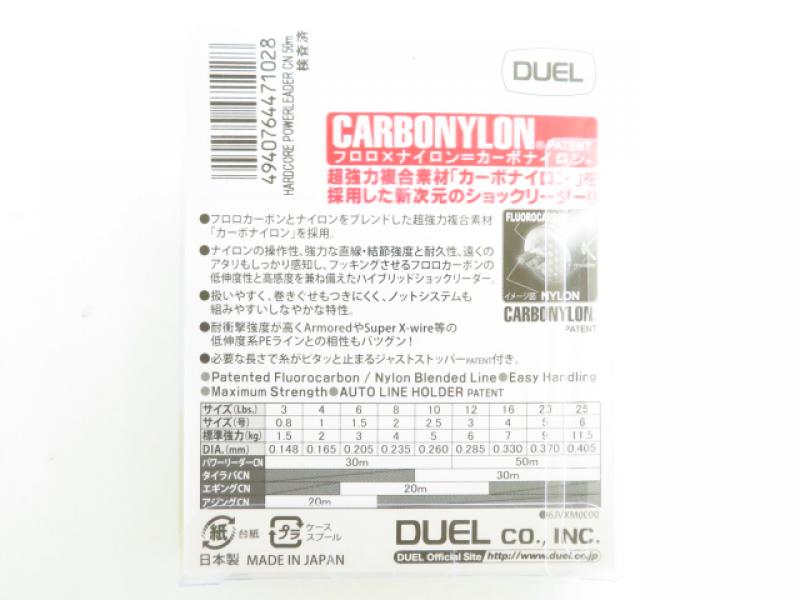 4940764471028
HARDCORE POWERLEADER CN 50m
検査済
DUEL
CARBONYLON® PATENT
フロロ×ナイロン=カーボナイロン®
超強力複合素材「カーボナイロン」を
採用した新次元のショックリーダー!!
●フロロカーボンとナイロンをブレンドした超強力複合素材
「カーボナイロン」を採用。
●ナイロンの操作性、強力な直線・結節強度と耐久性、遠くの
アタリもしっかり感知し、フッキングさせるフロロカーボンの
低伸度性と高感度を兼ね備えたハイブリッドショックリーダー。
●扱いやすく、巻きぐせもつきにくく、ノットシステムも
組みやすいしなやかな特性。
●耐衝撃強度が高くArmoredやSuper X-wire等の
低伸度系PEラインとの相性もバツグン!
●必要な長さで糸がピタッと止まるジャストストッパーPATENT付き。
FLUOROCARBON
イメージ図 NYLON
CARBONYLON
PATENT
●Patented Fluorocarbon / Nylon Blended Line●Easy Handling
●Maximum Strength●AUTO LINE HOLDER PATENT
サイズ(Lbs.) 3 4 6 8 10 12 16 20 25
サイズ(号) 0.8 1 1.5 2 2.5 3 4 5 6
標準強力(kg) 1.5 2 3 4 5 6 7 9 11.5
DIA.(mm) 0.148 0.165 0.205 0.235 0.260 0.285 0.330 0.370 0.405
パワーリーダーCN 30m 50m
タイラバCN 30m
エギングCN 20m
アジングCN 20m
紙 台紙
プラ ケース
スプール
日本製 MADE IN JAPAN
DUEL CO., INC.
DUEL Official Site http://www.duel.co.jp